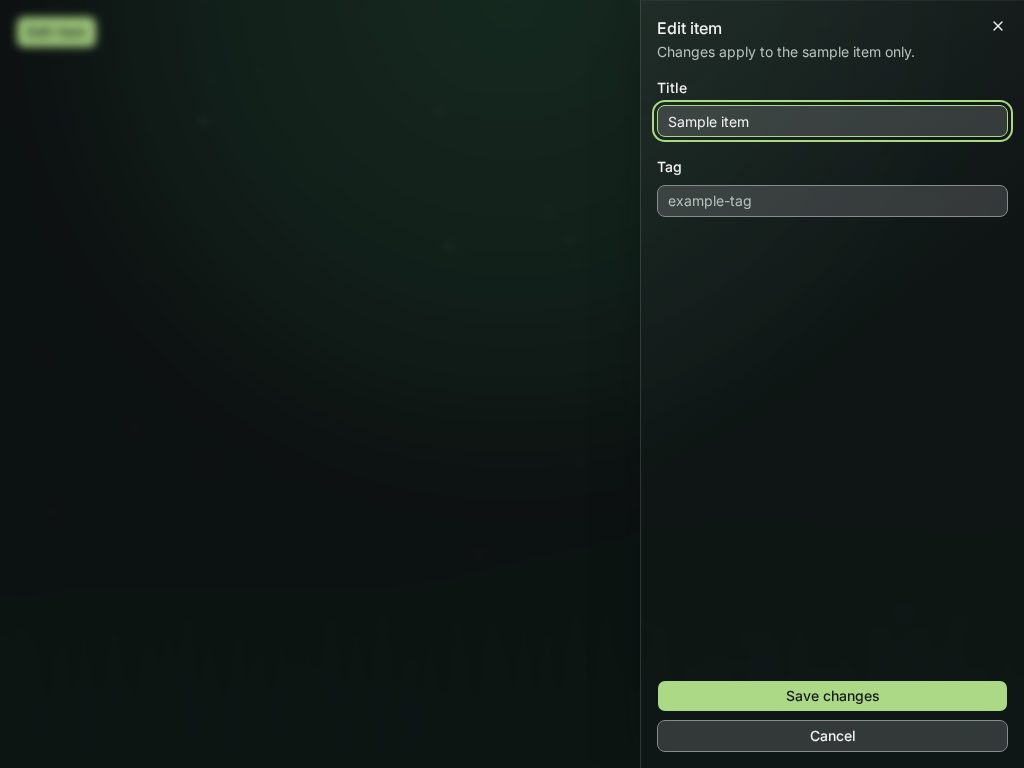 Edit item
Changes apply to the sample item only.
Title
Sample item
Tag
example-tag
Save changes
Cancel